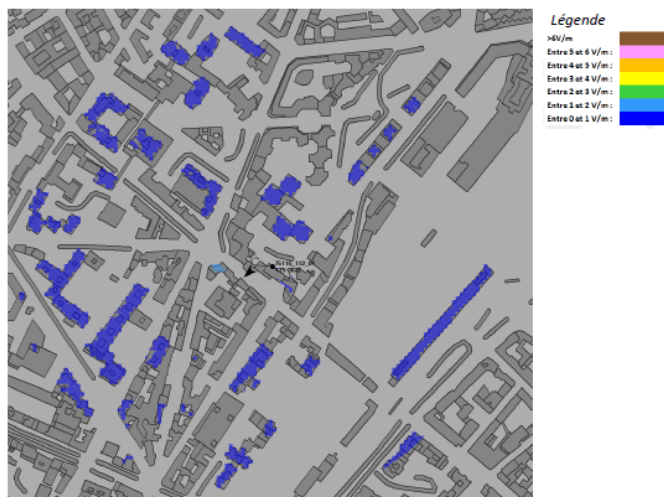 Légende
>6V/m
Entre 5 et 6 V/m :
Entre 4 et 5 V/m :
Entre 3 et 4 V/m :
Entre 2 et 3 V/m :
Entre 1 et 2 V/m :
Entre 0 et 1 V/m :